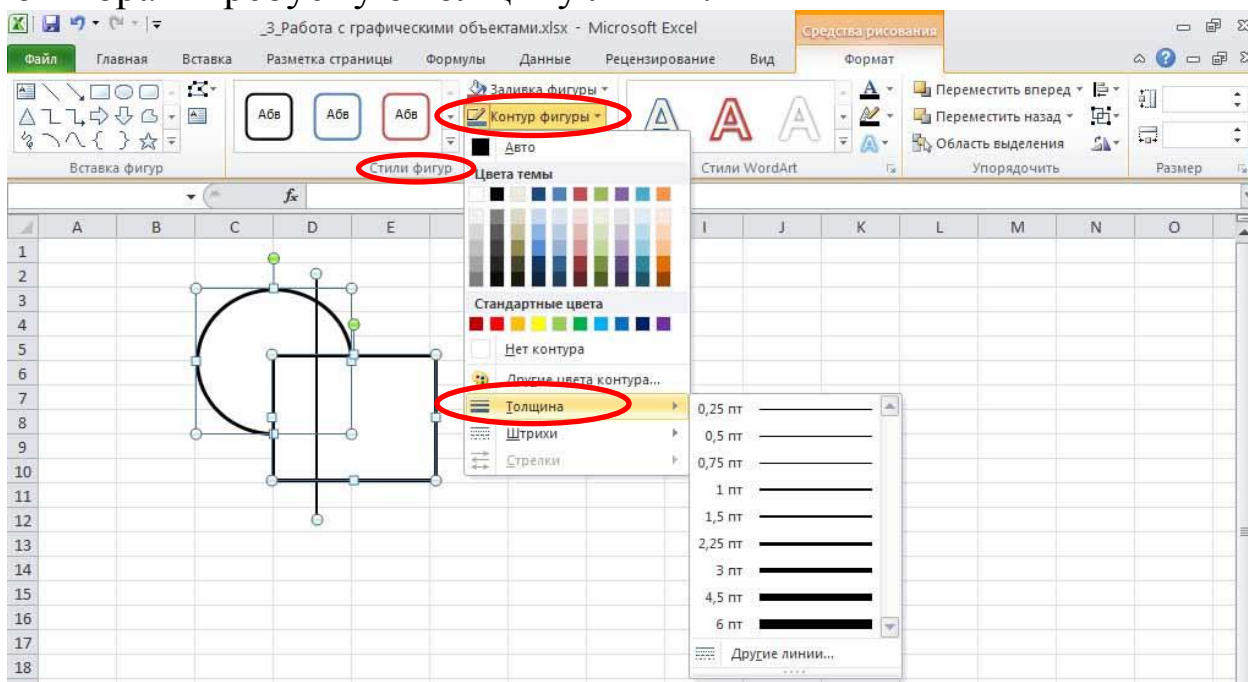 _3_Работа с графическими объектами.xlsx - Microsoft Excel
Средства рисования
Файл Главная Вставка Разметка страницы Формулы Данные Рецензирование Вид Формат
Абв Абв Абв
Заливка фигуры
Контур фигуры
Переместить вперед
Переместить назад
Область выделения
Вставка фигур Стили фигур Стили WordArt Упорядочить Размер
Авто
Цвета темы
Стандартные цвета
Нет контура
Другие цвета контура...
Толщина
Штрихи
Стрелки
0,25 пт
0,5 пт
0,75 пт
1 пт
1,5 пт
2,25 пт
3 пт
4,5 пт
6 пт
Другие линии...
fx
A B C D E I J K L M N O
1
2
3
4
5
6
7
8
9
10
11
12
13
14
15
16
17
18